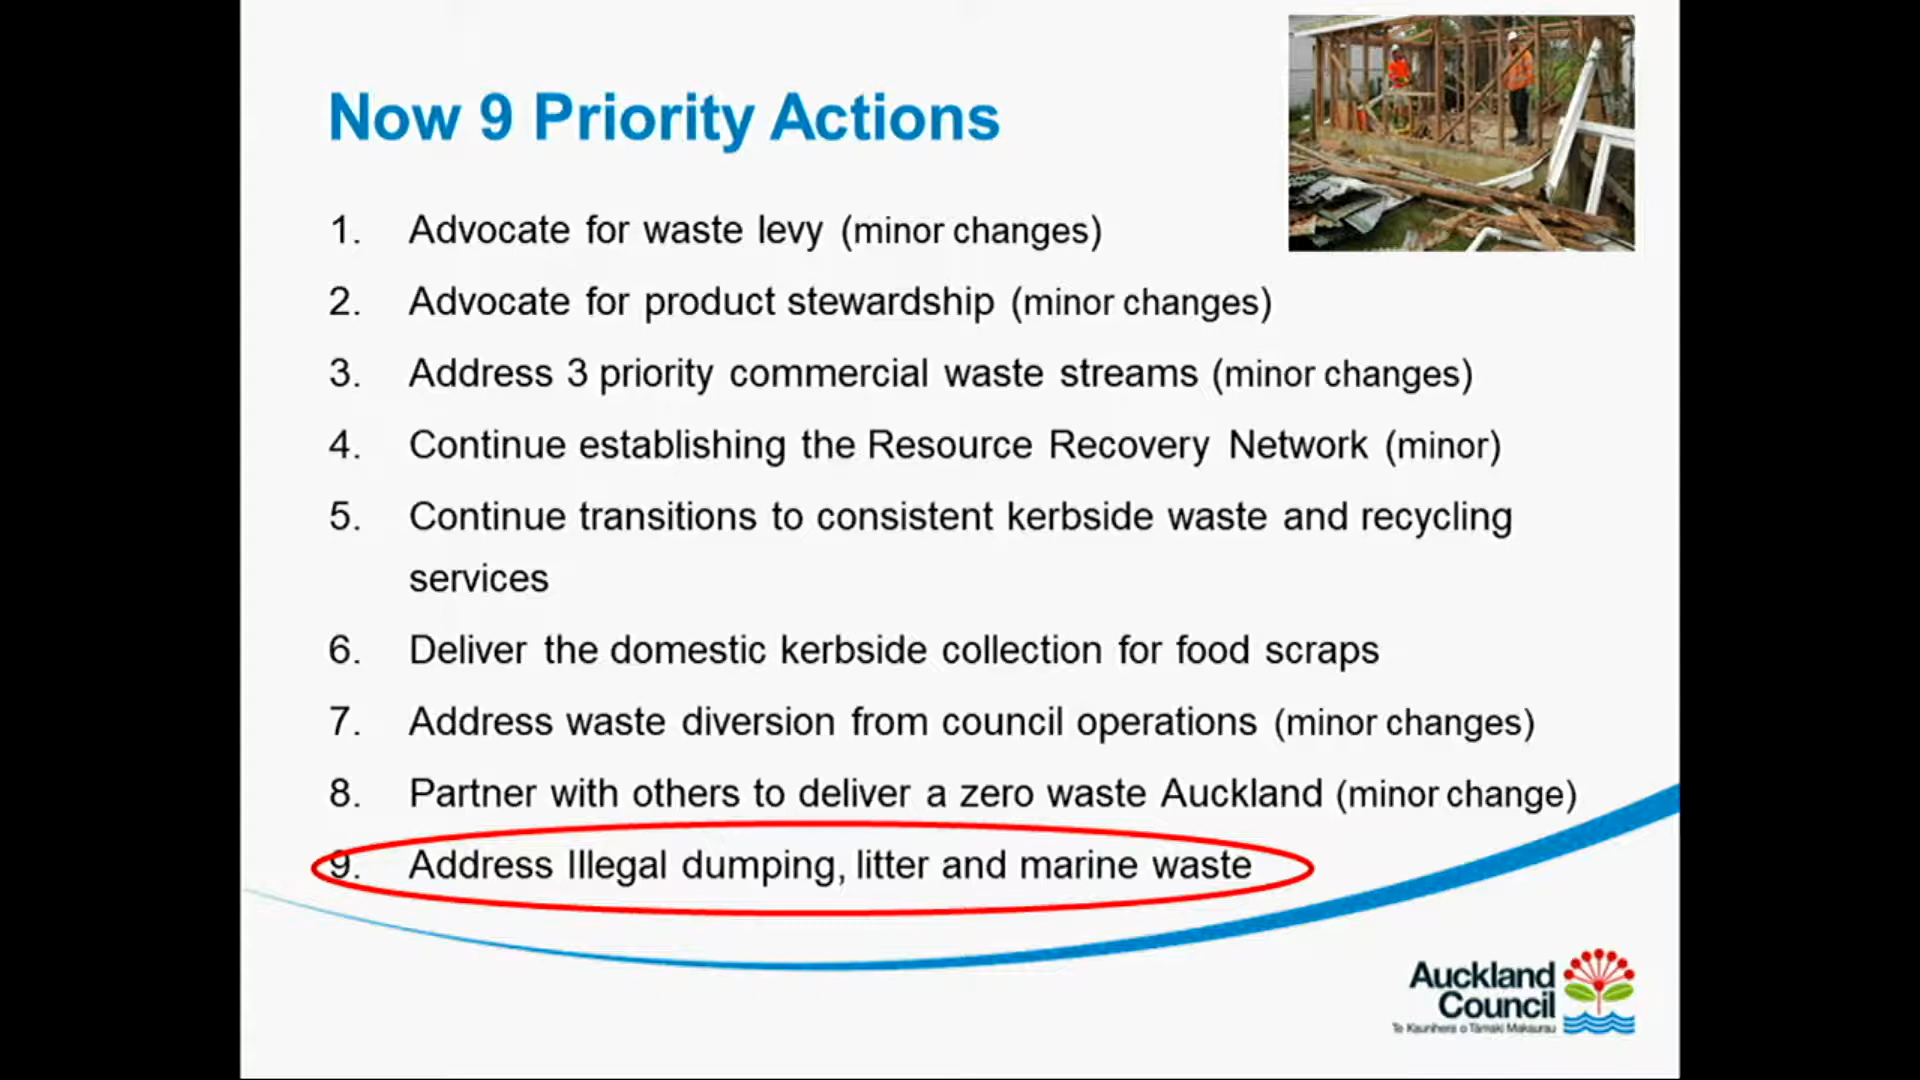 Now 9 Priority Actions
1. Advocate for waste levy (minor changes)
2. Advocate for product stewardship (minor changes)
3. Address 3 priority commercial waste streams (minor changes)
4. Continue establishing the Resource Recovery Network (minor)
5. Continue transitions to consistent kerbside waste and recycling
services
6. Deliver the domestic kerbside collection for food scraps
7. Address waste diversion from council operations (minor changes)
8. Partner with others to deliver a zero waste Auckland (minor change)
9. Address Illegal dumping, litter and marine waste
Auckland
Council
Te Kaunihera o Tāmaki Makaurau